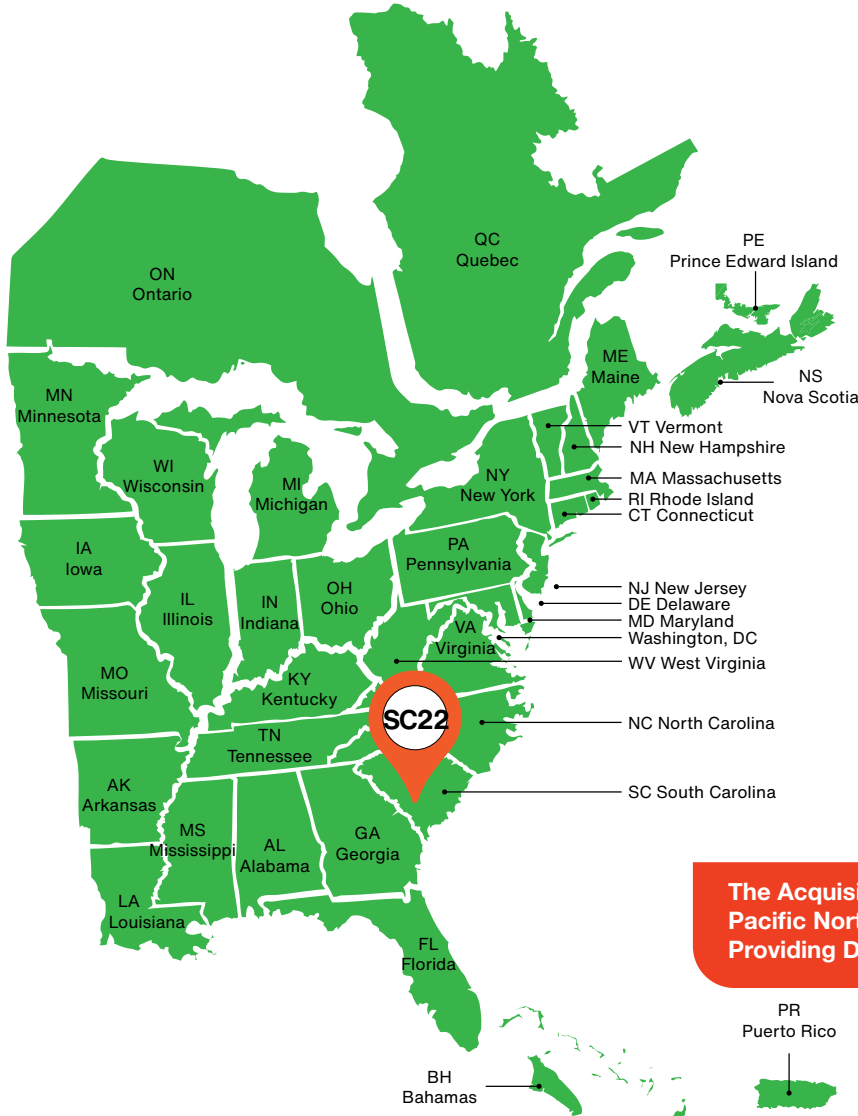 QC
Quebec
PE
Prince Edward Island
ON
Ontario
ME
Maine
NS
Nova Scotia
MN
Minnesota
VT Vermont
NH New Hampshire
WI
Wisconsin
MI
Michigan
NY
New York
MA Massachusetts
RI Rhode Island
CT Connecticut
IA
Iowa
PA
Pennsylvania
IL
Illinois
IN
Indiana
OH
Ohio
NJ New Jersey
DE Delaware
MD Maryland
Washington, DC
VA
Virginia
WV West Virginia
MO
Missouri
KY
Kentucky
SC22
NC North Carolina
TN
Tennessee
AK
Arkansas
SC South Carolina
MS
Mississippi
AL
Alabama
GA
Georgia
LA
Louisiana
The
Pacific
Providing
FL
Florida
PR
Puerto Rico
BH
Bahamas